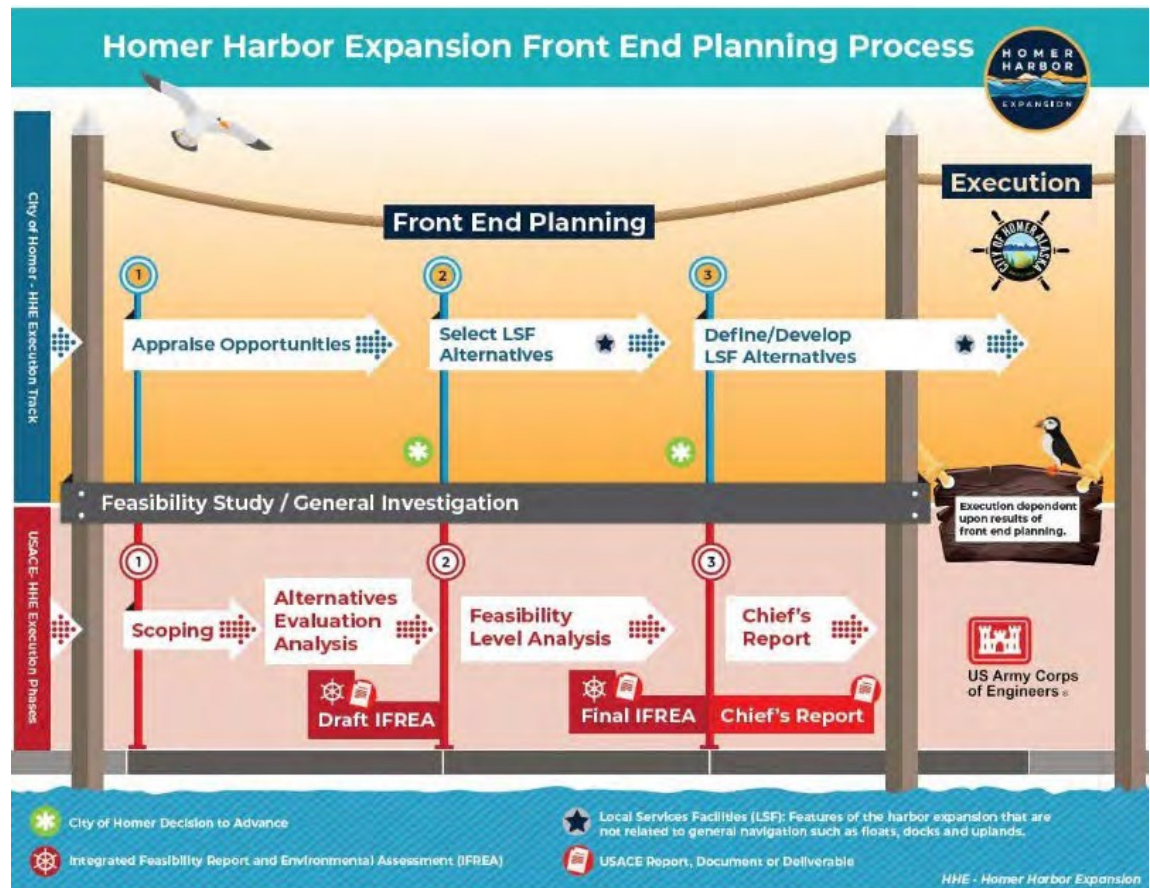 Homer Harbor Expansion Front End Planning Process
HOMER
HARBOR
EXPANSION
City of Homer - HHE Execution Track
Front End Planning
Execution
CITY OF HOMER ALASKA
1
2
3
Appraise Opportunities
Select LSF
Alternatives
Define/Develop
LSF Alternatives
Feasibility Study / General Investigation
Execution dependent
upon results of
front end planning.
USACE- HHE Execution Phases
1
2
3
Scoping
Alternatives
Evaluation
Analysis
Feasibility
Level Analysis
Chief's
Report
Draft IFREA
Final IFREA
Chief's Report
US Army Corps
of Engineers ®
City of Homer Decision to Advance
Local Services Facilities (LSF): Features of the harbor expansion that are
not related to general navigation such as floats, docks and uplands.
Integrated Feasibility Report and Environmental Assessment (IFREA)
USACE Report, Document or Deliverable
HHE - Homer Harbor Expansion